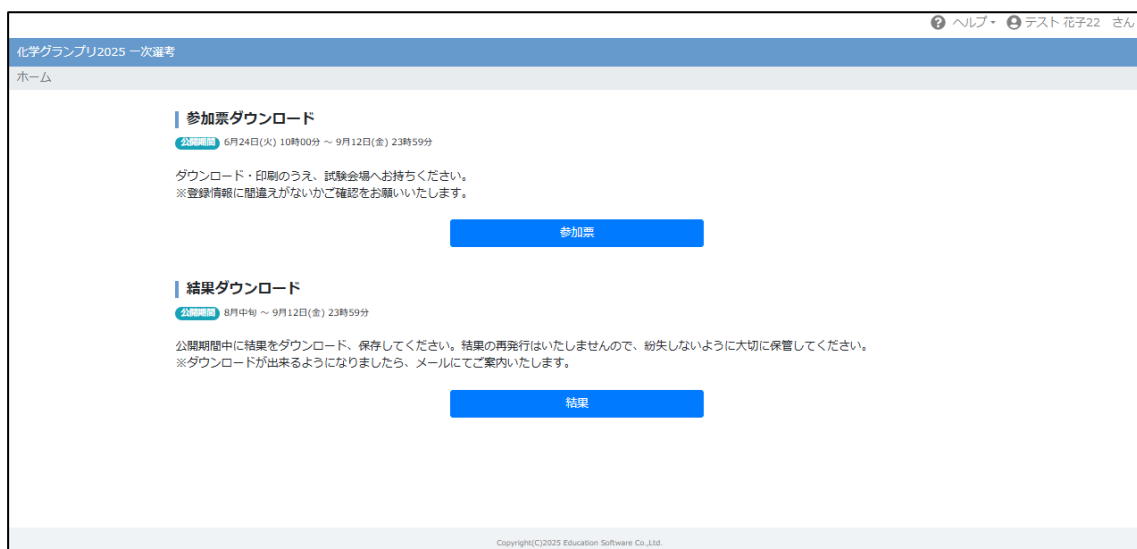 ヘルプ テスト 花子22 さん
化学グランプリ2025 一次選考
ホーム
参加票ダウンロード
公開期間 6月24日(火) 10時00分 ～ 9月12日(金) 23時59分
ダウンロード・印刷のうえ、試験会場へお持ちください。
※登録情報に間違えがないかご確認をお願いいたします。
参加票
結果ダウンロード
公開期間 8月中旬 ～ 9月12日(金) 23時59分
公開期間中に結果をダウンロード、保存してください。結果の再発行はいたしませんので、紛失しないように大切に保管してください。
※ダウンロードが出来るようになりましたら、メールにてご案内いたします。
結果
Copyright(C)2025 Education Software Co.,Ltd.